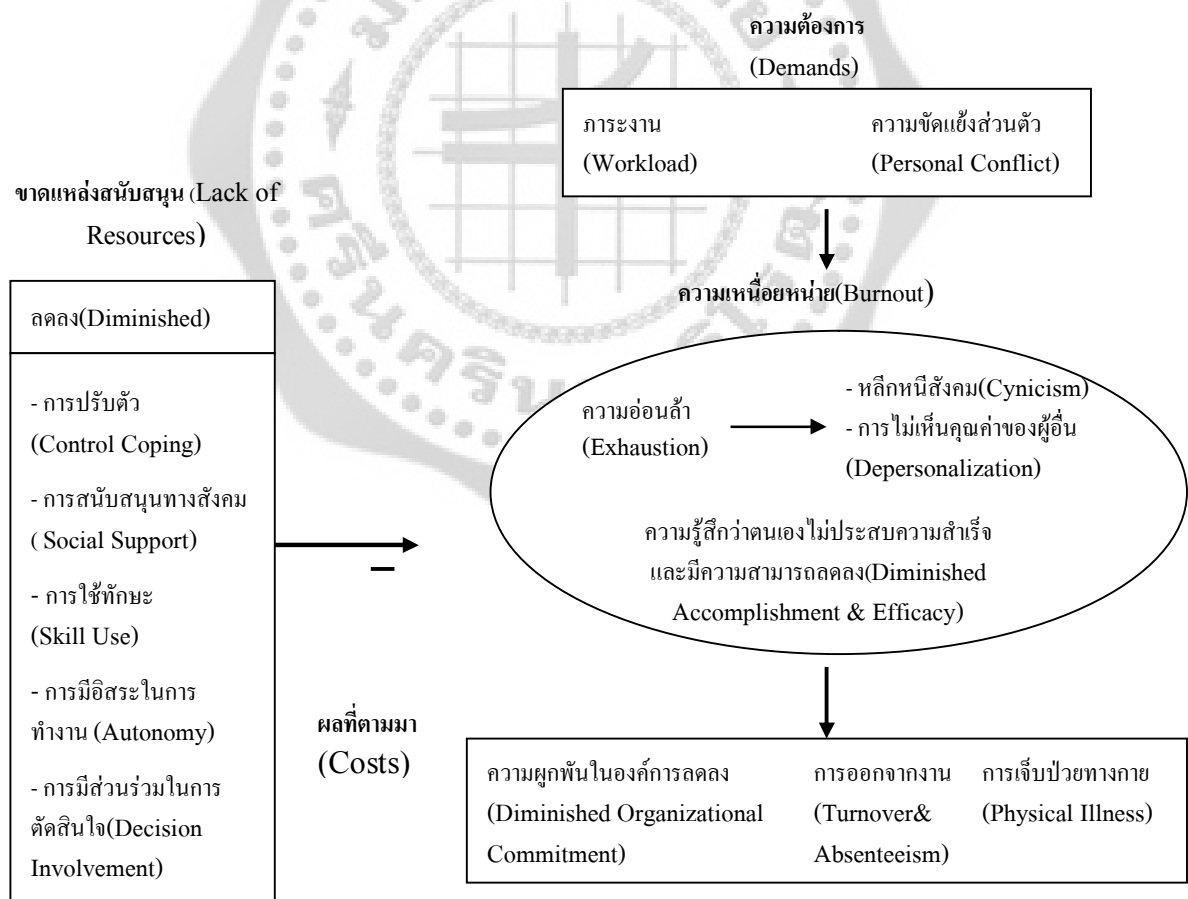 ความต้องการ
(Demands)
ภาระงาน
(Workload)
ความขัดแย้งส่วนตัว
(Personal Conflict)
ขาดแหล่งสนับสนุน (Lack of
Resources)
ลดลง(Diminished)
- การปรับตัว
(Control Coping)
- การสนับสนุนทางสังคม
( Social Support)
- การใช้ทักษะ
(Skill Use)
- การมีอิสระในการ
ทำงาน (Autonomy)
- การมีส่วนร่วมในการ
ตัดสินใจ(Decision
Involvement)
ความเหนื่อยหน่าย(Burnout)
ความอ่อนล้า
(Exhaustion)
- หลีกหนีสังคม(Cynicism)
- การไม่เห็นคุณค่าของผู้อื่น
(Depersonalization)
ความรู้สึกว่าตนเองไม่ประสบความสำเร็จ
และมีความสามารถลดลง(Diminished
Accomplishment & Efficacy)
ผลที่ตามมา
(Costs)
ความผูกพันในองค์การลดลง
(Diminished Organizational
Commitment)
การออกจากงาน
(Turnover&
Absenteeism)
การเจ็บป่วยทางกาย
(Physical Illness)